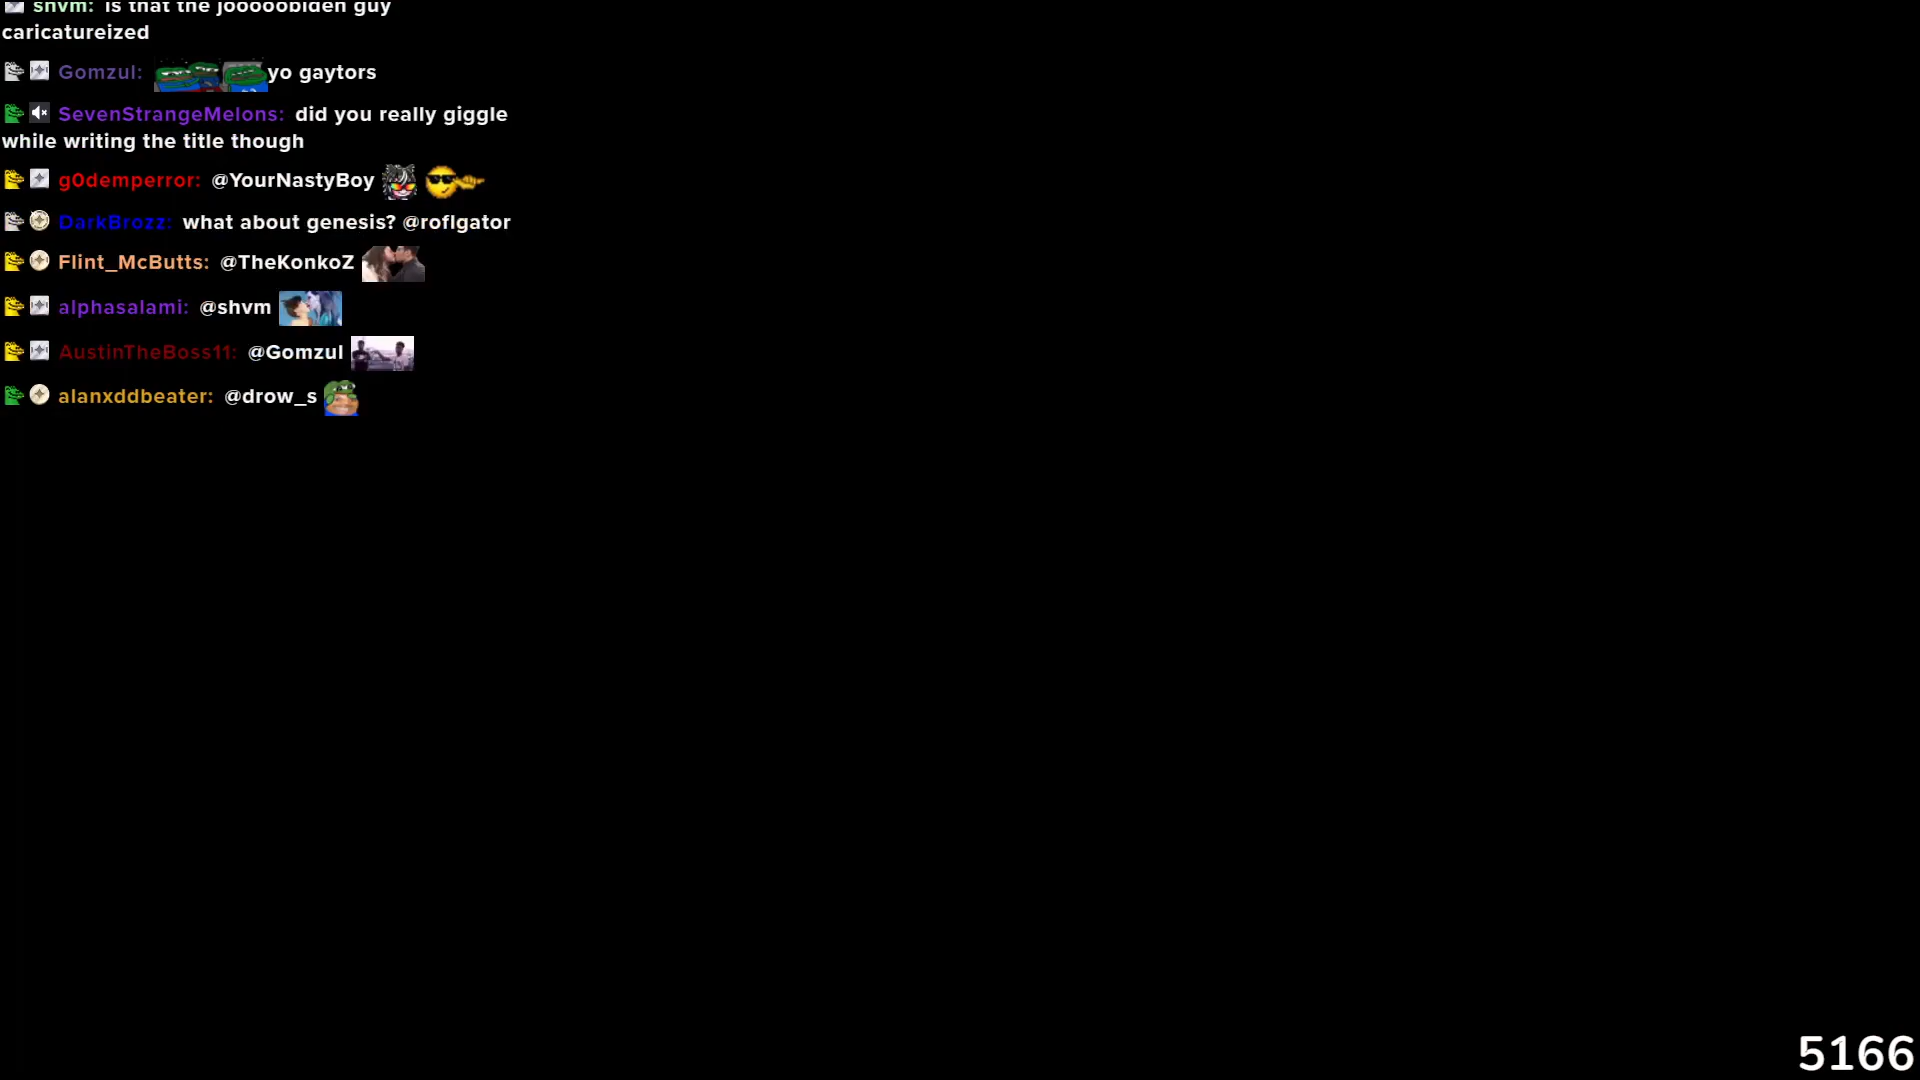 shvm: is that the jooooobiden guy
caricatureized
Gomzul: yo gaytors
SevenStrangeMelons: did you really giggle
while writing the title though
g0demperror: @YourNastyBoy
DarkBrozz: what about genesis? @roflgator
Flint_McButts: @TheKonkoZ
alphasalami: @shvm
AustinTheBoss11: @Gomzul
alanxddbeater: @drow_s
5166